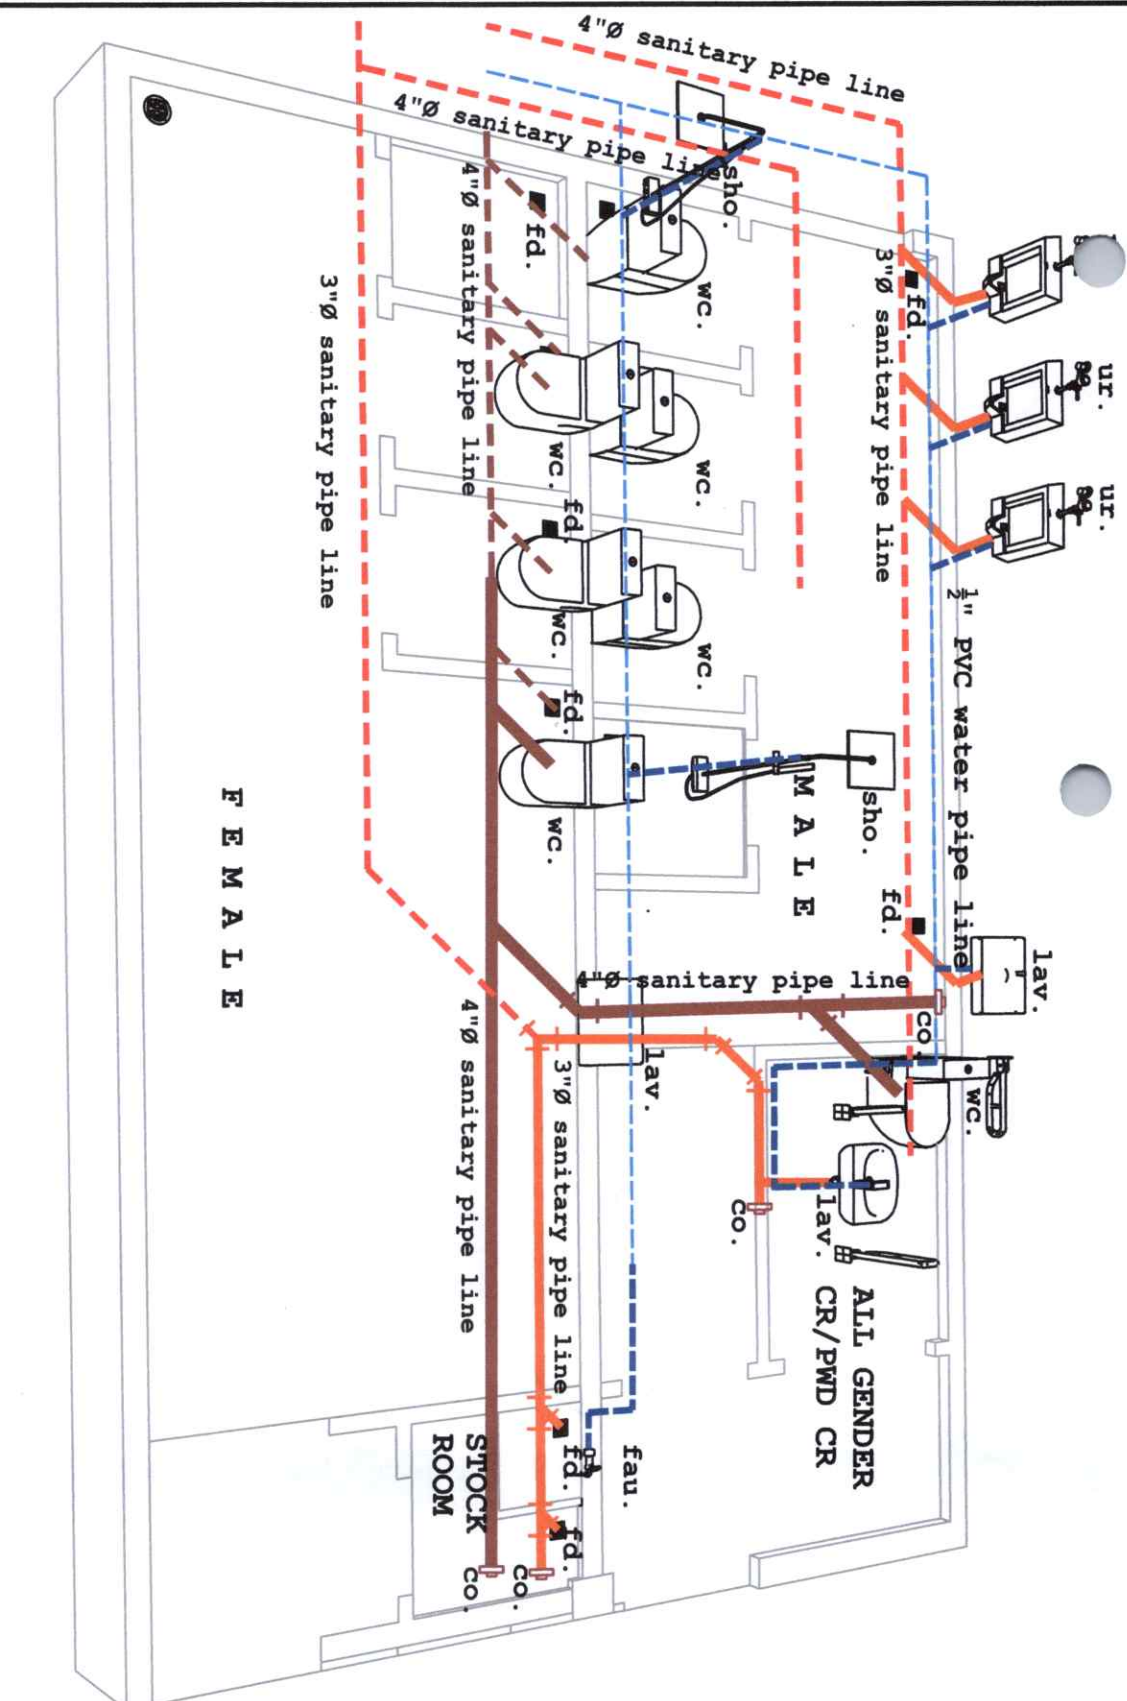 4"Ø sanitary pipe line
4"Ø sanitary pipe line
sho.
4"Ø sanitary pipe line
fd.
wc.
3"Ø sanitary pipe line
fd.
3"Ø sanitary pipe line
ur.
ur.
wc.
wc.
fd.
wc.
wc.
fd.
wc.
½" PVC water pipe line
MALE
sho.
FEMALE
fd.
lav.
4"Ø sanitary pipe line
co.
wc.
lav.
4"Ø sanitary pipe line
3"Ø sanitary pipe line
co.
lav.
ALL GENDER
CR/PWD CR
fau.
fd.
fd.
STOCK
ROOM
co.
co.